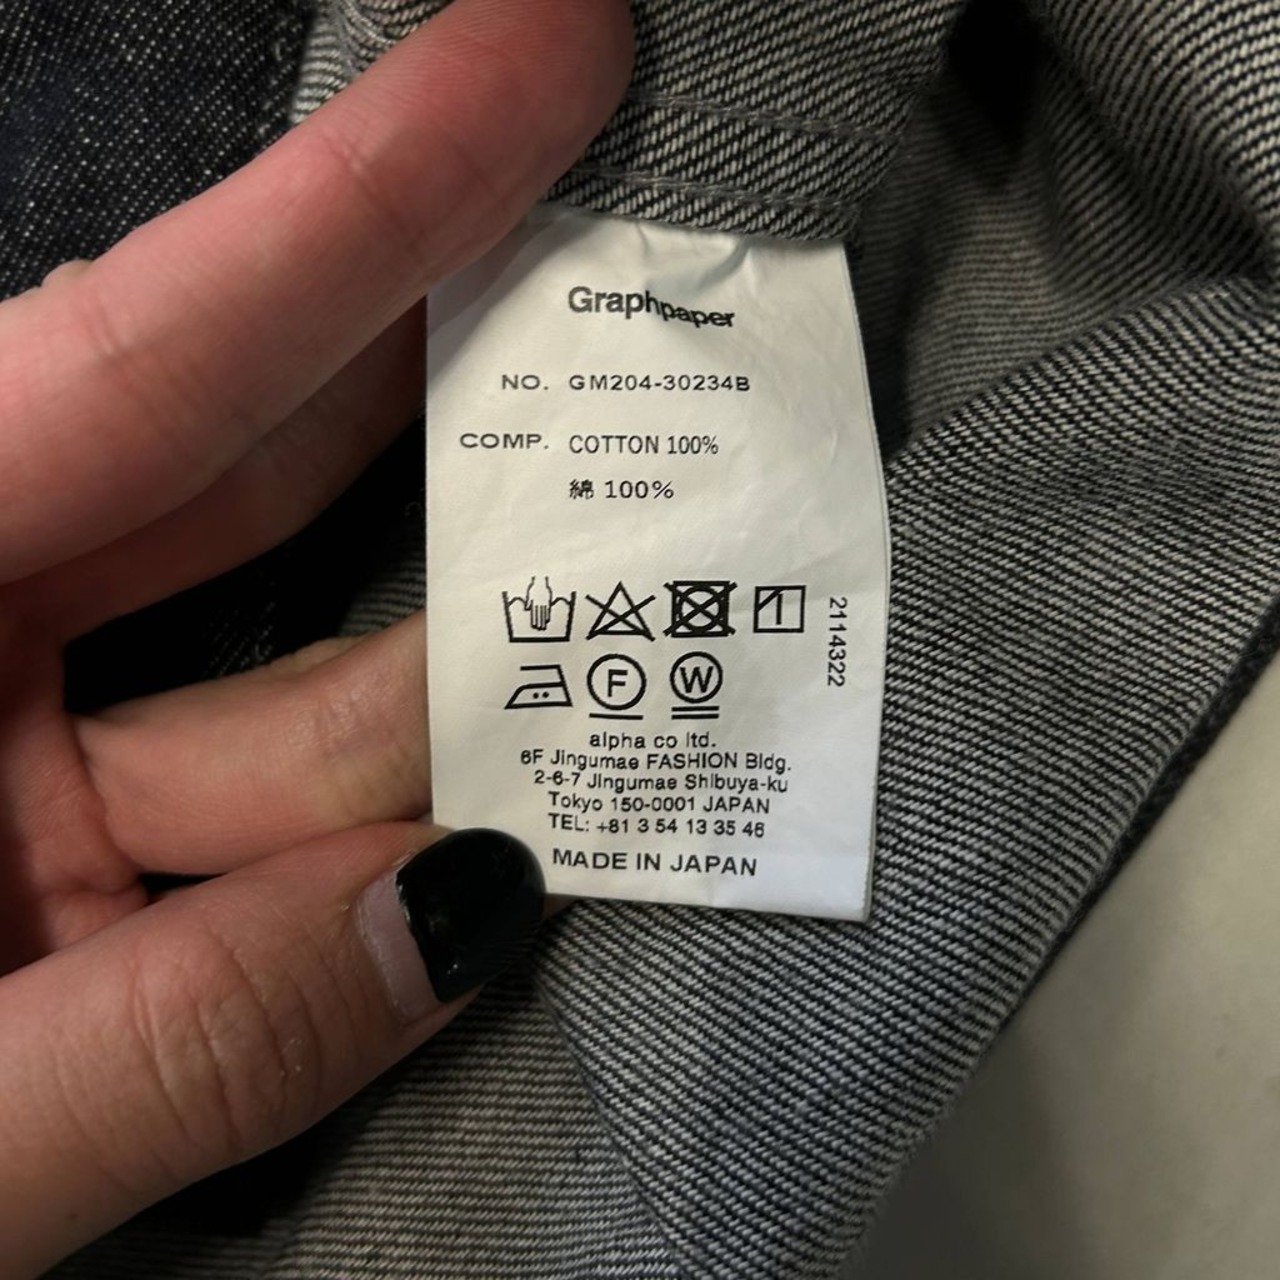 Graphpaper
NO. GM204-30234B
COMP. COTTON 100%
綿 100%
2114322
F W
alpha co ltd.
6F Jingumae FASHION Bldg.
2-6-7 Jingumae Shibuya-ku
Tokyo 150-0001 JAPAN
TEL: +81 3 54 13 35 46
MADE IN JAPAN